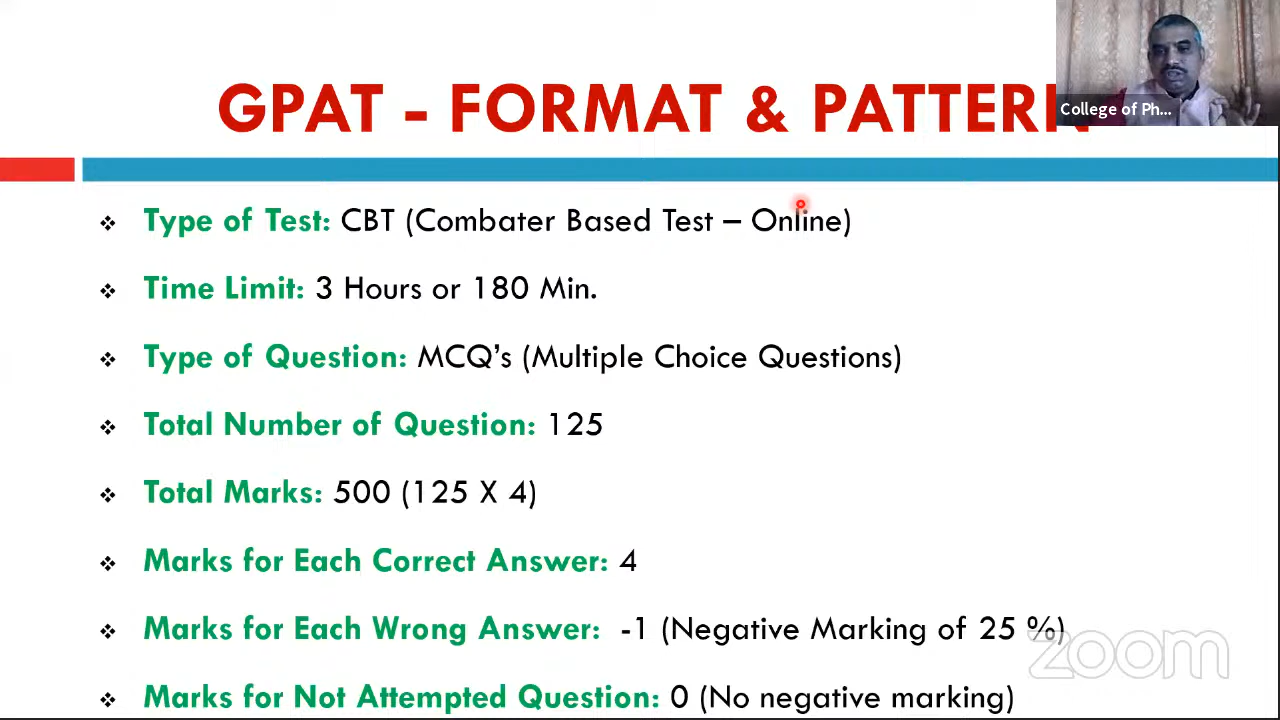 GPAT - FORMAT & PATTERN
College of Ph...
❖ Type of Test: CBT (Combater Based Test – Online)
❖ Time Limit: 3 Hours or 180 Min.
❖ Type of Question: MCQ’s (Multiple Choice Questions)
❖ Total Number of Question: 125
❖ Total Marks: 500 (125 X 4)
❖ Marks for Each Correct Answer: 4
❖ Marks for Each Wrong Answer: -1 (Negative Marking of 25 %)
zoom
❖ Marks for Not Attempted Question: 0 (No negative marking)